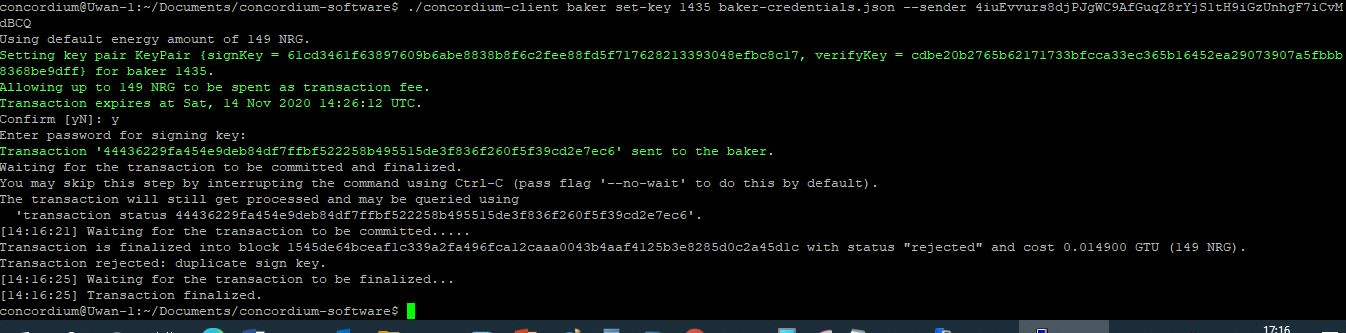 concordium@Uwan-1:~/Documents/concordium-software$ ./concordium-client baker set-key 1435 baker-credentials.json --sender 4iuEvvurs8djPJgWC9AfGuqZ8rYjS1tH9iGzUnhgF7iCvM
dBCQ
Using default energy amount of 149 NRG.
Setting key pair KeyPair {signKey = 61cd3461f63897609b6abe8838b8f6c2fee88fd5f717628213393048efbc8c17, verifyKey = cdbe20b2765b62171733bfcca33ec365b16452ea29073907a5fbbb
8368be9dff} for baker 1435.
Allowing up to 149 NRG to be spent as transaction fee.
Transaction expires at Sat, 14 Nov 2020 14:26:12 UTC.
Confirm [yN]: y
Enter password for signing key:
Transaction '44436229fa454e9deb84df7ffbf522258b495515de3f836f260f5f39cd2e7ec6' sent to the baker.
Waiting for the transaction to be committed and finalized.
You may skip this step by interrupting the command using Ctrl-C (pass flag '--no-wait' to do this by default).
The transaction will still get processed and may be queried using
'transaction status 44436229fa454e9deb84df7ffbf522258b495515de3f836f260f5f39cd2e7ec6'.
[14:16:21] Waiting for the transaction to be committed.....
Transaction is finalized into block 1545de64bceaf1c339a2fa496fca12caaa0043b4aaf4125b3e8285d0c2a45d1c with status "rejected" and cost 0.014900 GTU (149 NRG).
Transaction rejected: duplicate sign key.
[14:16:25] Waiting for the transaction to be finalized...
[14:16:25] Transaction finalized.
concordium@Uwan-1:~/Documents/concordium-software$
17:16